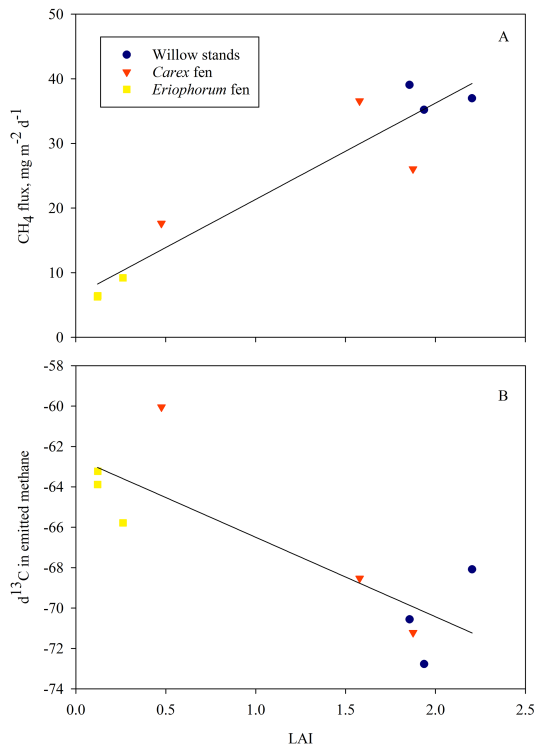 A
Willow stands
Carex fen
Eriophorum fen
CH4 flux, mg m-2 d-1
50
40
30
20
10
0
B
d13C in emitted methane
-58
-60
-62
-64
-66
-68
-70
-72
-74
0.0 0.5 1.0 1.5 2.0 2.5
LAI